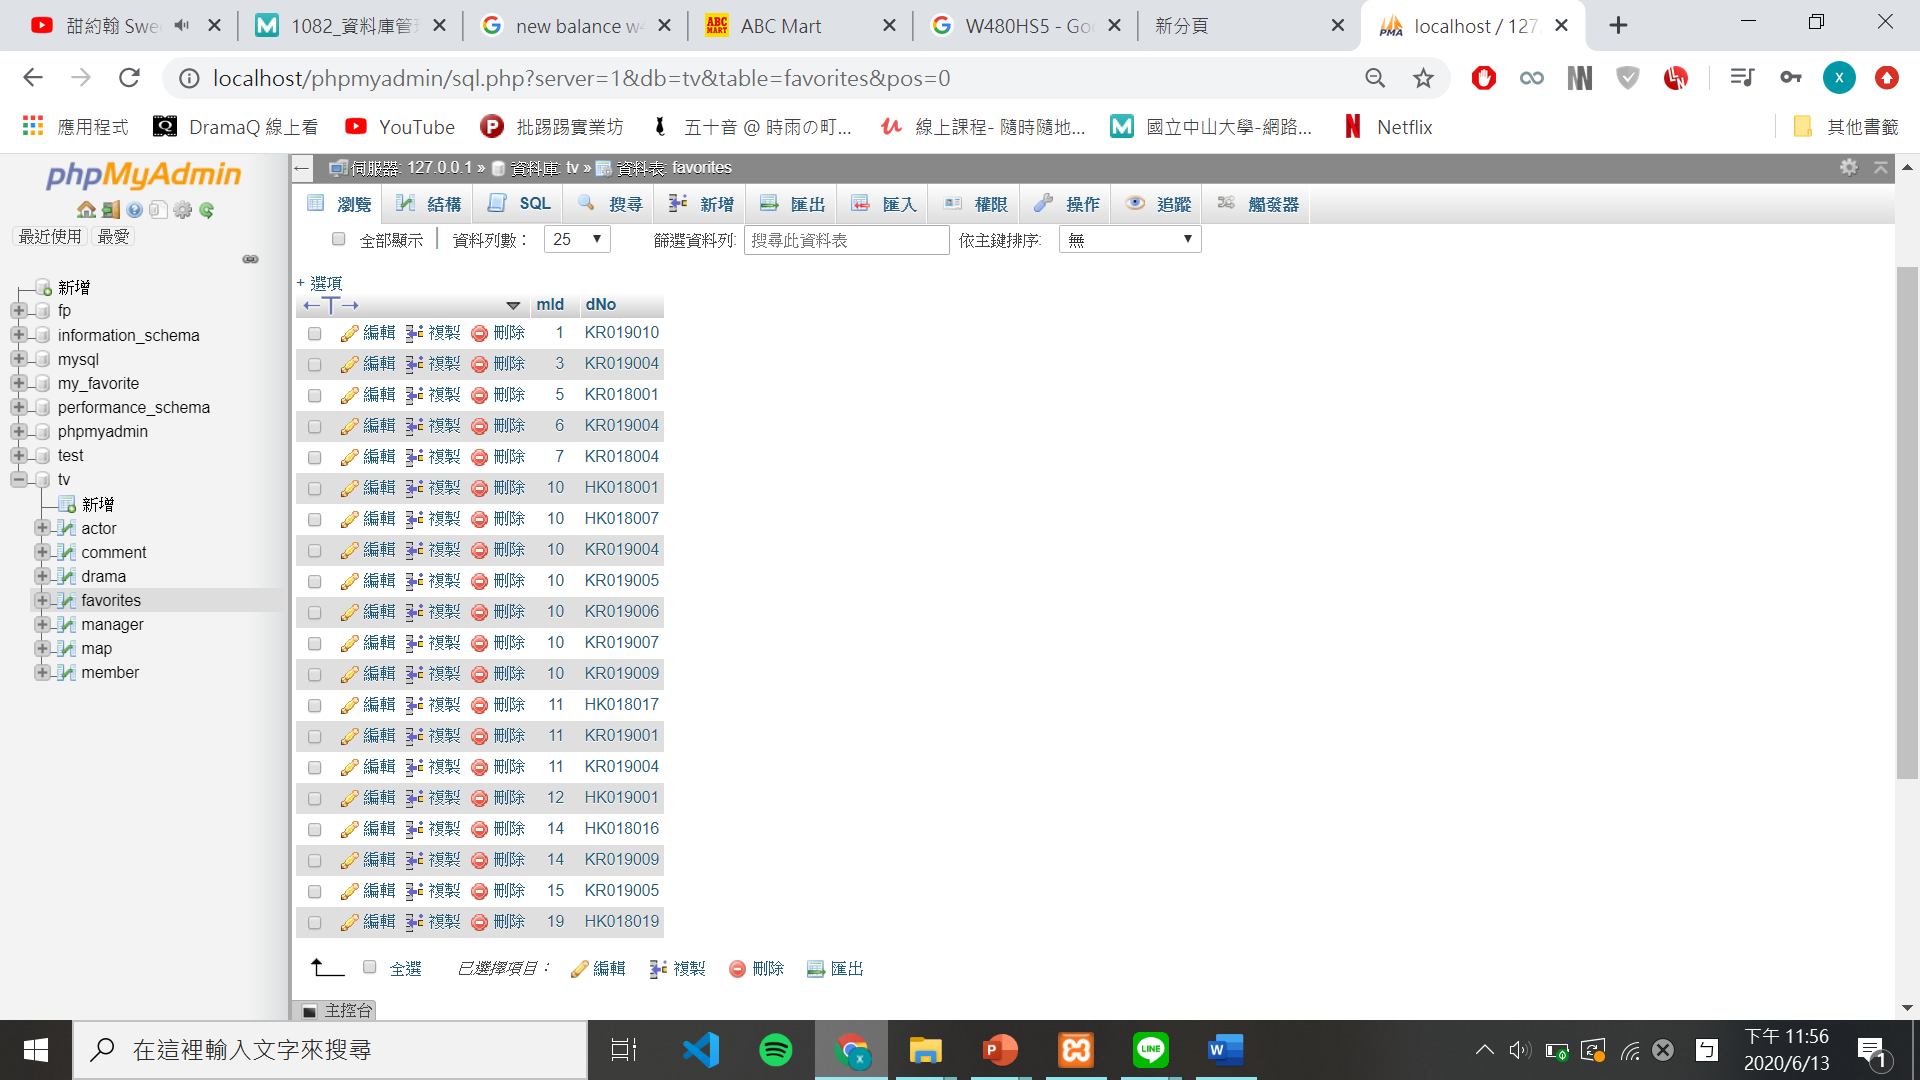 甜約翰 Swe
1082_資料庫管
new balance w4
ABC Mart
W480HS5 - Go
新分頁
localhost / 127
localhost/phpmyadmin/sql.php?server=1&db=tv&table=favorites&pos=0
應用程式
DramaQ 線上看
YouTube
批踢踢實業坊
五十音 @ 時雨の町...
線上課程- 隨時隨地...
國立中山大學-網路...
Netflix
其他書籤
phpMyAdmin
最近使用 最愛
新增
fp
information_schema
mysql
my_favorite
performance_schema
phpmyadmin
test
tv
新增
actor
comment
drama
favorites
manager
map
member
伺服器: 127.0.0.1 » 資料庫: tv » 資料表: favorites
瀏覽 結構 SQL 搜尋 新增 匯出 匯入 權限 操作 追蹤 觸發器
全部顯示 | 資料列數： 25 篩選資料列: 搜尋此資料表 依主鍵排序: 無
+ 選項
←T→ mId dNo
編輯 複製 刪除 1 KR019010
編輯 複製 刪除 3 KR019004
編輯 複製 刪除 5 KR018001
編輯 複製 刪除 6 KR019004
編輯 複製 刪除 7 KR018004
編輯 複製 刪除 10 HK018001
編輯 複製 刪除 10 HK018007
編輯 複製 刪除 10 KR019004
編輯 複製 刪除 10 KR019005
編輯 複製 刪除 10 KR019006
編輯 複製 刪除 10 KR019007
編輯 複製 刪除 10 KR019009
編輯 複製 刪除 11 HK018017
編輯 複製 刪除 11 KR019001
編輯 複製 刪除 11 KR019004
編輯 複製 刪除 12 HK019001
編輯 複製 刪除 14 HK018016
編輯 複製 刪除 14 KR019009
編輯 複製 刪除 15 KR019005
編輯 複製 刪除 19 HK018019
全選 已選擇項目： 編輯 複製 刪除 匯出
主控台
在這裡輸入文字來搜尋
下午 11:56
2020/6/13
1